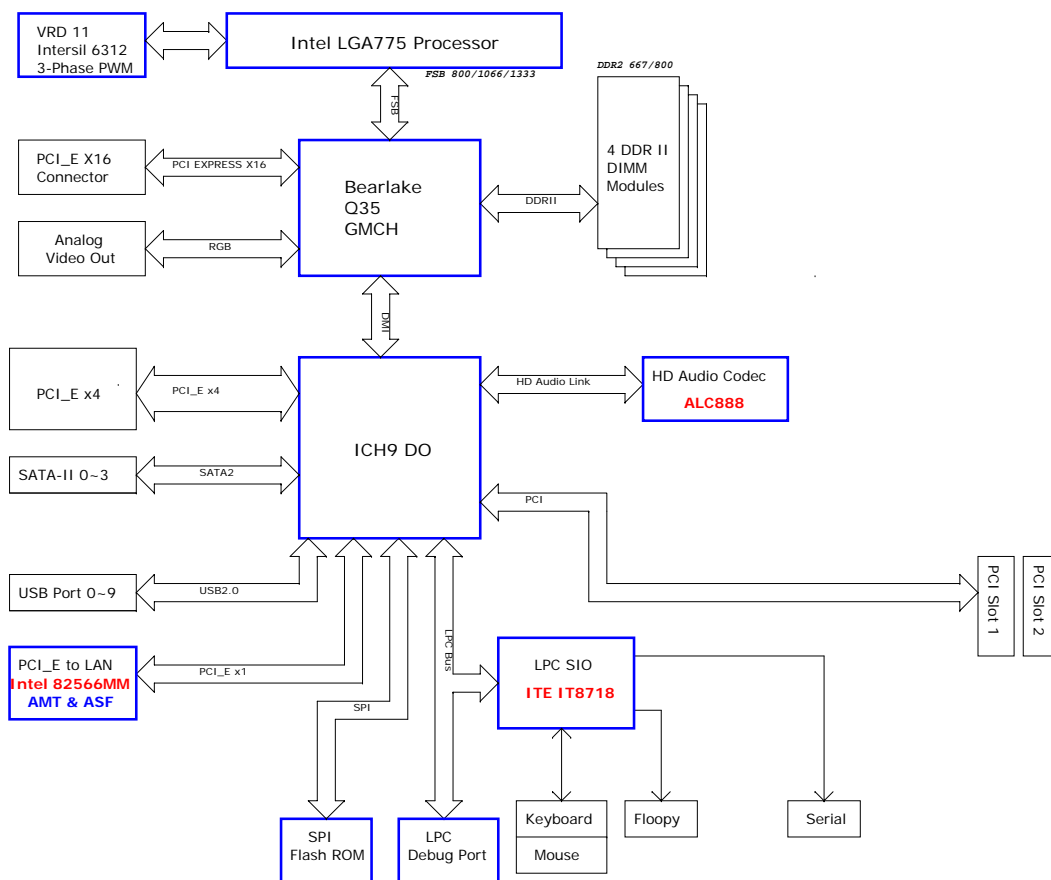 VRD 11
Intersil 6312
3-Phase PWM
Intel LGA775 Processor
FSB 800/1066/1333
FSB
DDR2 667/800
PCI_E X16
Connector
PCI EXPRESS X16
Bearlake
Q35
GMCH
DDRII
4 DDR II
DIMM
Modules
Analog
Video Out
RGB
DMI
PCI_E x4
PCI_E x4
ICH9 DO
HD Audio Link
HD Audio Codec
ALC888
SATA-II 0~3
SATA2
PCI
USB Port 0~9
USB2.0
PCI Slot 1
PCI Slot 2
PCI_E to LAN
Intel 82566MM
AMT & ASF
PCI_E x1
LPC Bus
LPC SIO
ITE IT8718
SPI
SPI
Flash ROM
LPC
Debug Port
Keyboard
Mouse
Floopy
Serial